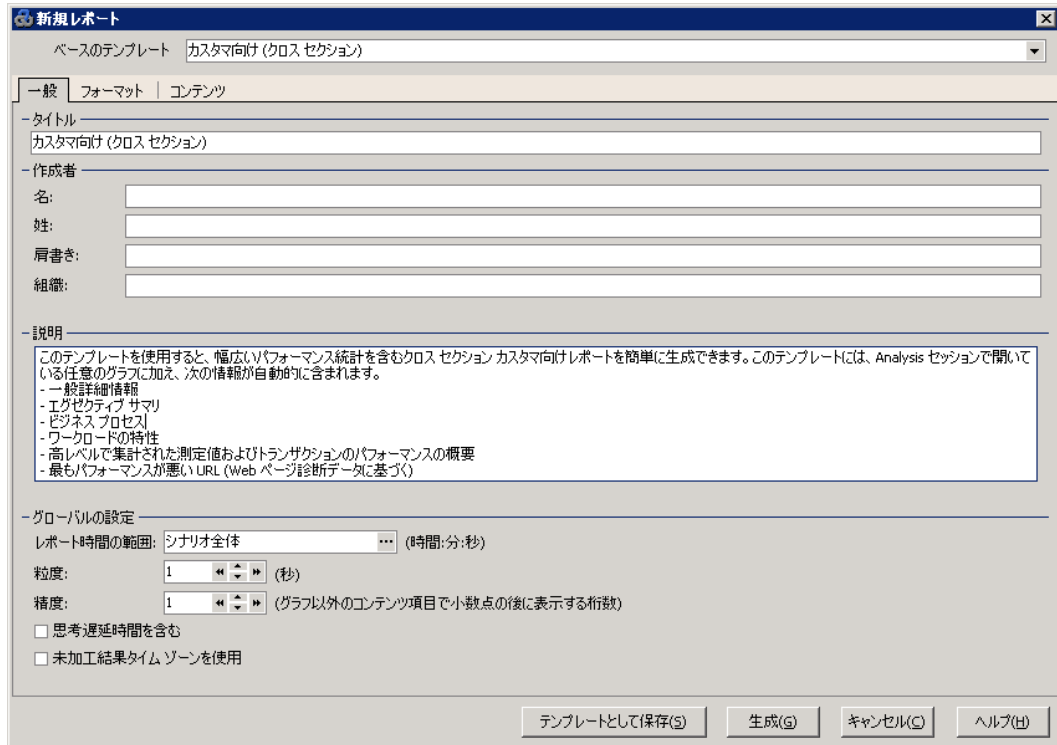 新規レポート
ベースのテンプレート カスタマ向け (クロス セクション)
一般 フォーマット コンテンツ
タイトル
カスタマ向け (クロス セクション)
作成者
名:
姓:
肩書き:
組織:
説明
このテンプレートを使用すると、幅広いパフォーマンス統計を含むクロス セクション カスタマ向けレポートを簡単に生成できます。このテンプレートには、Analysis セッションで開いて
いる任意のグラフに加え、次の情報が自動的に含まれます。
- 一般詳細情報
- エグゼクティブ サマリ
- ビジネス プロセス
- ワークロードの特性
- 高レベルで集計された測定値およびトランザクションのパフォーマンスの概要
- 最もパフォーマンスが悪い URL (Web ページ診断データに基づく)
グローバルの設定
レポート時間の範囲: シナリオ全体 ... (時間:分:秒)
粒度: 1 (秒)
精度: 1 (グラフ以外のコンテンツ項目で小数点の後に表示する桁数)
思考遅延時間を含む
未加工結果タイム ゾーンを使用
テンプレートとして保存(S) 生成(G) キャンセル(C) ヘルプ(H)